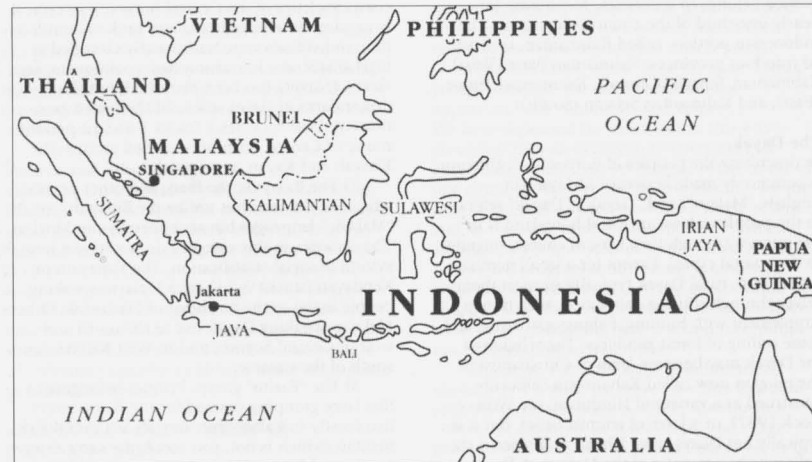 VIETNAM
PHILIPPINES
THAILAND
PACIFIC
OCEAN
BRUNEI
MALAYSIA
SINGAPORE
KALIMANTAN
SULAWESI
SUMATRA
IRIAN
JAYA
PAPUA
NEW
GUINEA
Jakarta
INDONESIA
JAVA
BALI
INDIAN OCEAN
AUSTRALIA